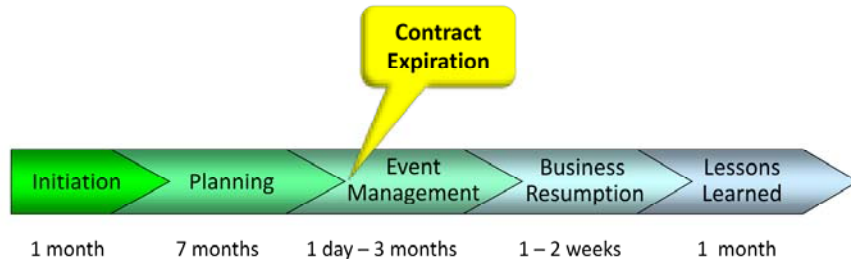 Contract
Expiration
Initiation
Planning
Event
Management
Business
Resumption
Lessons
Learned
1 month
7 months
1 day – 3 months
1 – 2 weeks
1 month